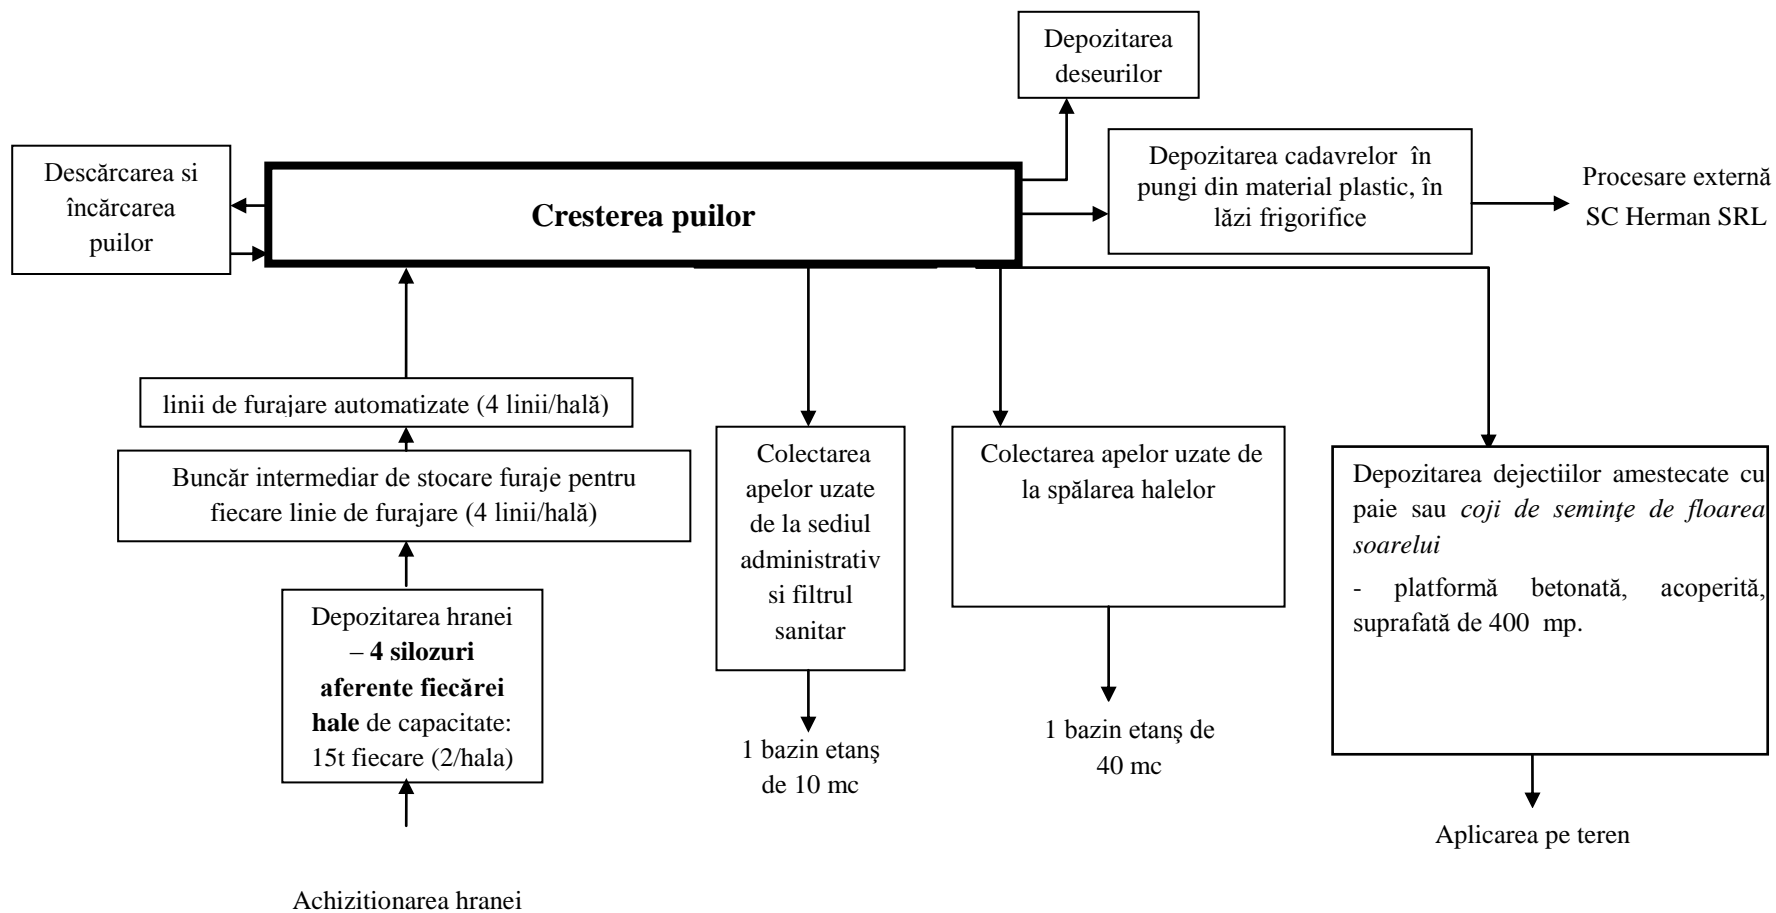 Depozitarea
deseurilor
Descărcarea si
încărcarea
puilor
Cresterea puilor
Depozitarea cadavrelor în
pungi din material plastic, în
lăzi frigorifice
Procesare externă
SC Herman SRL
linii de furajare automatizate (4 linii/hală)
Buncăr intermediar de stocare furaje pentru
fiecare linie de furajare (4 linii/hală)
Depozitarea hranei
– 4 silozuri
aferente fiecărei
hale de capacitate:
15t fiecare (2/hala)
Achizitionarea hranei
Colectarea
apelor uzate
de la sediul
administrativ
si filtrul
sanitar
1 bazin etanş
de 10 mc
Colectarea apelor uzate de
la spălarea halelor
1 bazin etanş de
40 mc
Depozitarea dejectiilor amestecate cu
paie sau coji de seminţe de floarea
soarelui
- platformă betonată, acoperită,
suprafată de 400 mp.
Aplicarea pe teren